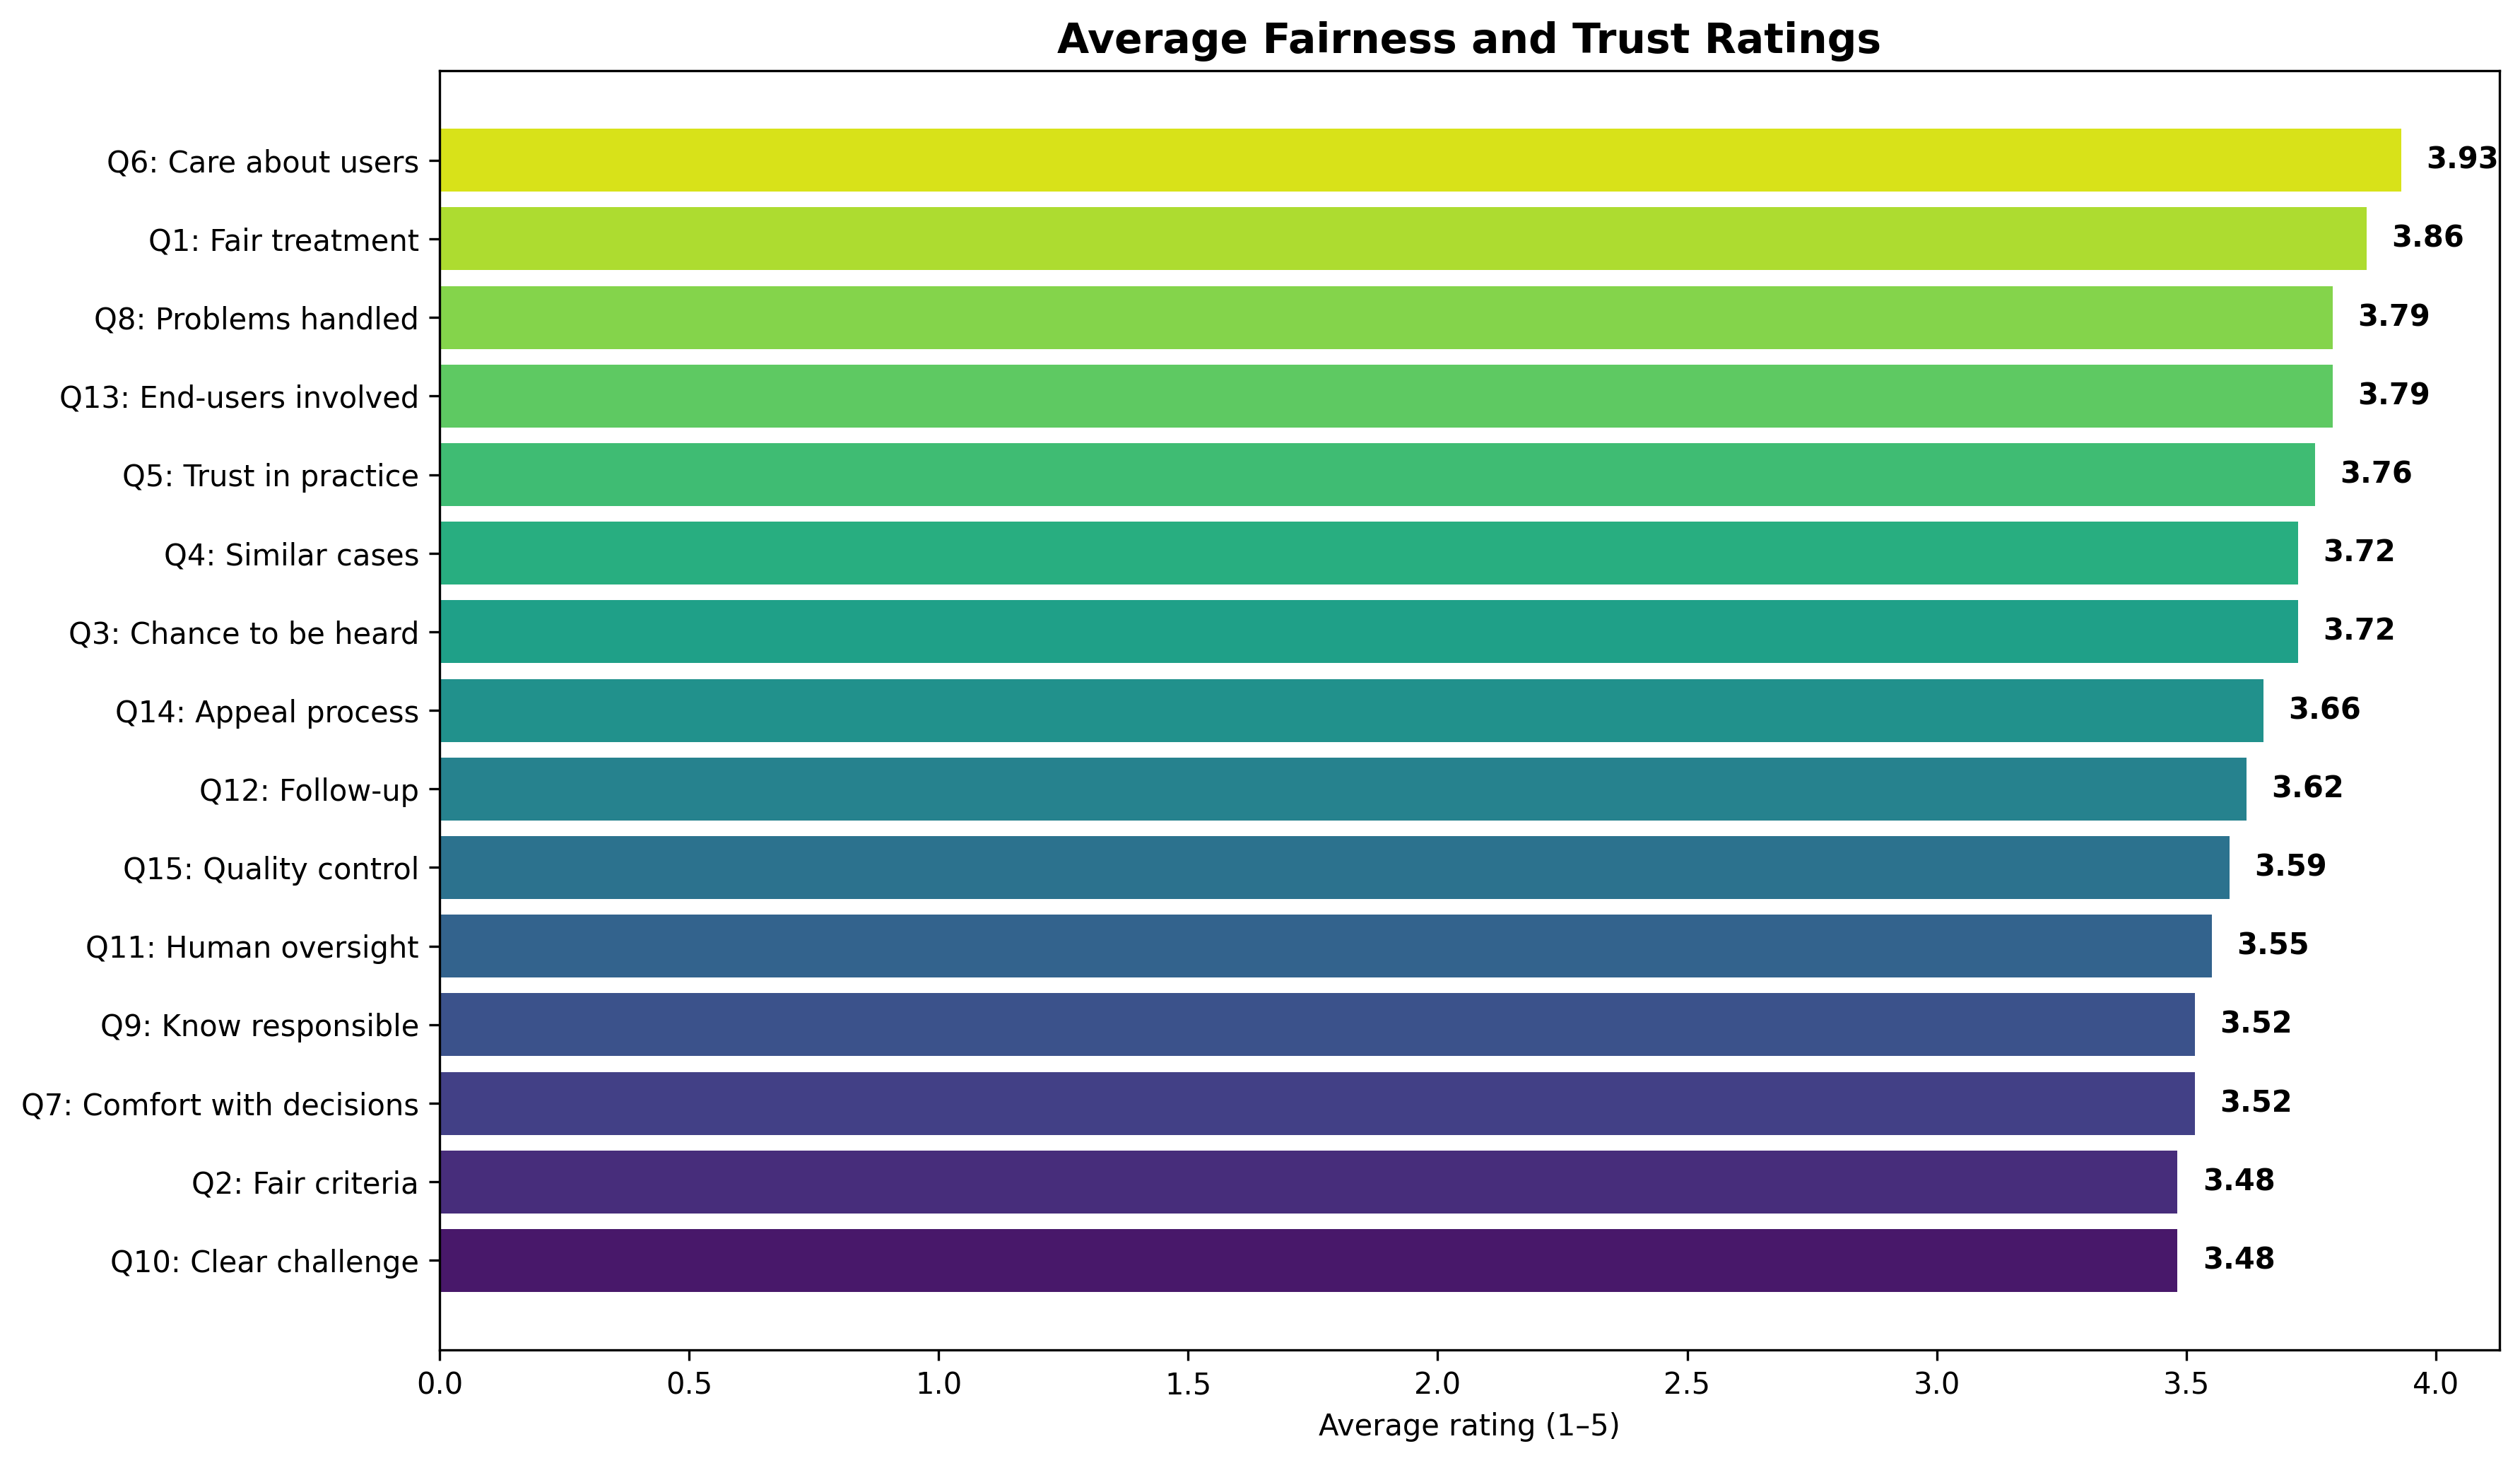 Average Fairness and Trust Ratings
Q6: Care about users 3.93
Q1: Fair treatment 3.86
Q8: Problems handled 3.79
Q13: End-users involved 3.79
Q5: Trust in practice 3.76
Q4: Similar cases 3.72
Q3: Chance to be heard 3.72
Q14: Appeal process 3.66
Q12: Follow-up 3.62
Q15: Quality control 3.59
Q11: Human oversight 3.55
Q9: Know responsible 3.52
Q7: Comfort with decisions 3.52
Q2: Fair criteria 3.48
Q10: Clear challenge 3.48
0.0 0.5 1.0 1.5 2.0 2.5 3.0 3.5 4.0
Average rating (1–5)